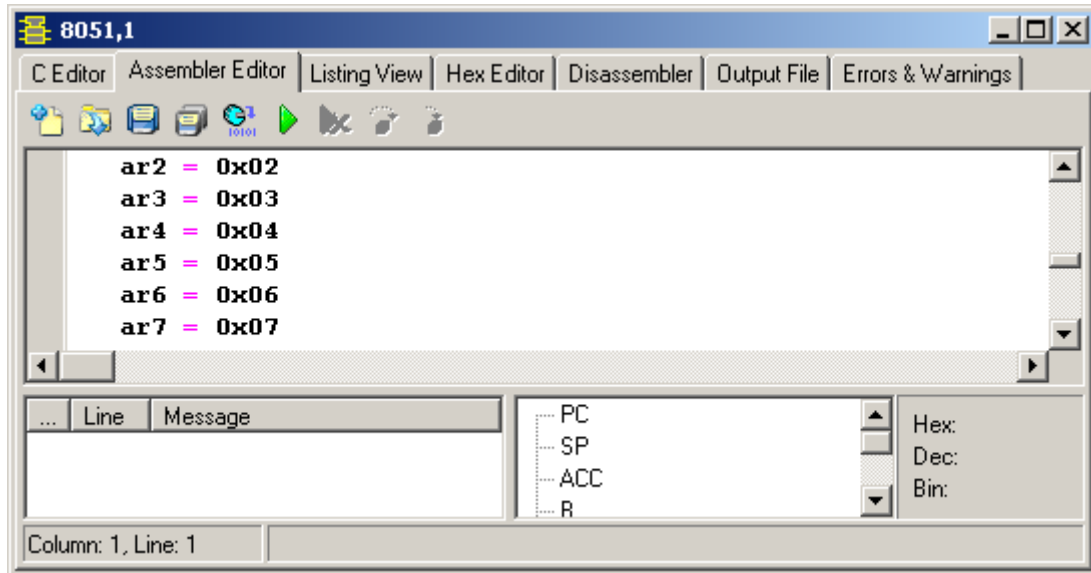 8051,1
C Editor Assembler Editor Listing View Hex Editor Disassembler Output File Errors & Warnings
ar2 = 0x02
ar3 = 0x03
ar4 = 0x04
ar5 = 0x05
ar6 = 0x06
ar7 = 0x07
... Line Message
PC
SP
ACC
B
Hex:
Dec:
Bin:
Column: 1, Line: 1